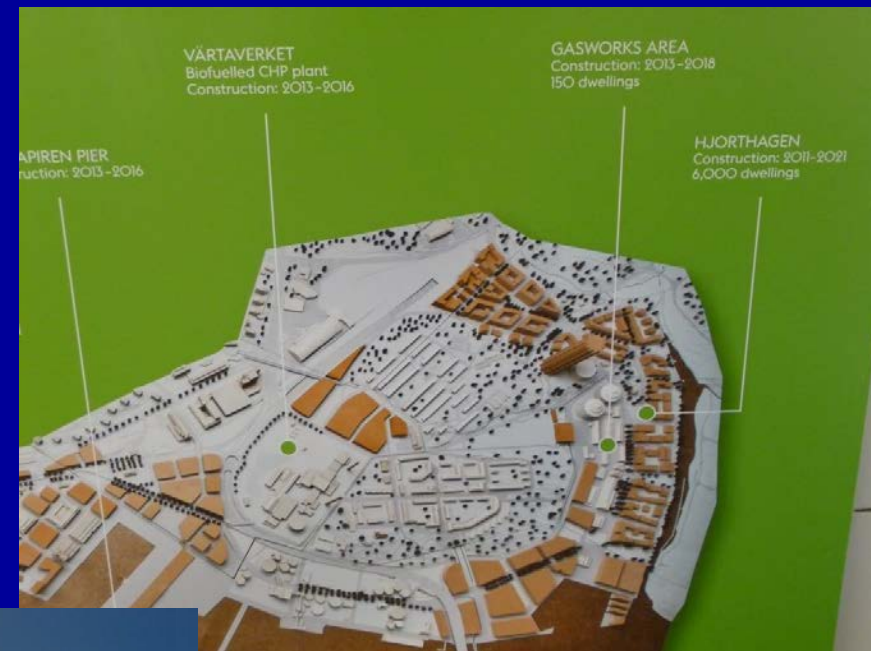 VÄRTAVERKET
Biofuelled CHP plant
Construction: 2013-2016
GASWORKS AREA
Construction: 2013-2018
150 dwellings
APIREN PIER
ruction: 2013-2016
HJORTHAGEN
Construction: 2011-2021
6,000 dwellings